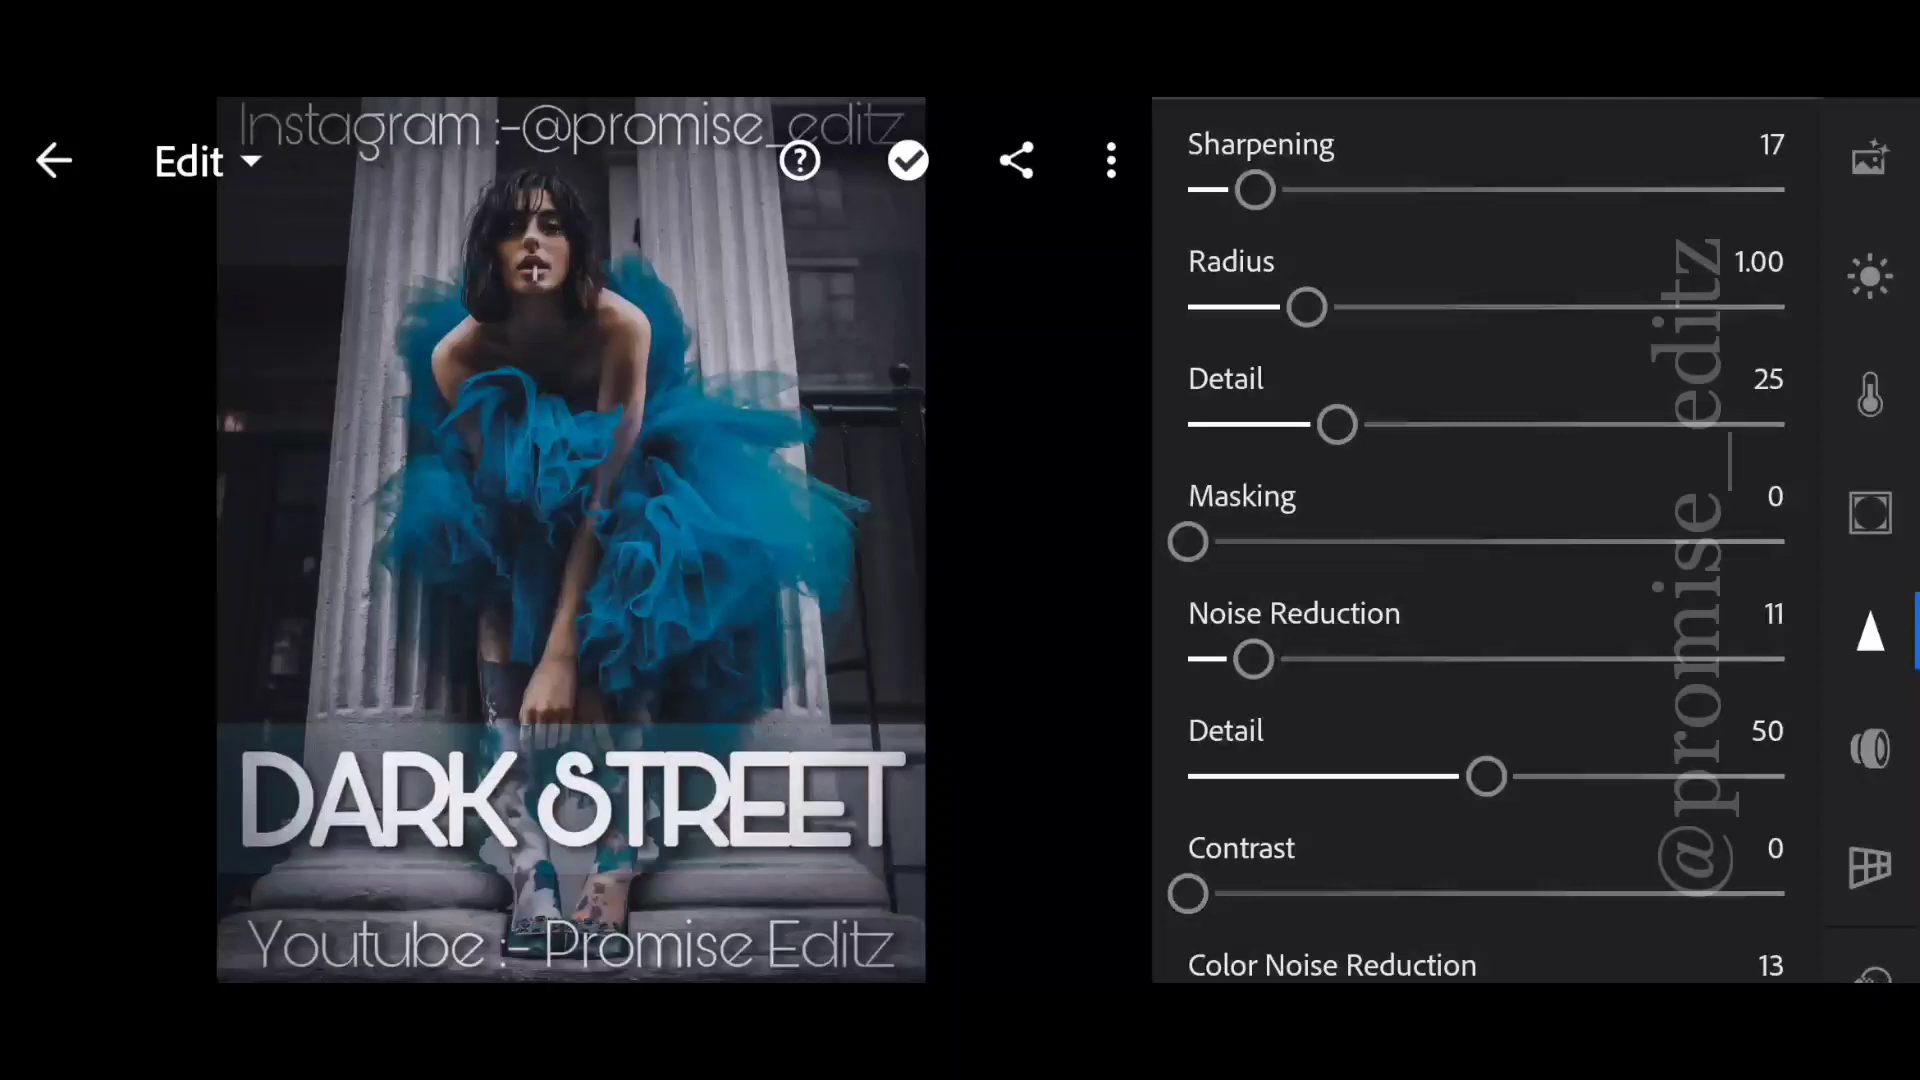 Instagram :-@promise_editz
Edit
DARK STREET
Youtube :- Promise Editz
Sharpening 17
Radius 1.00
Detail 25
Masking 0
Noise Reduction 11
Detail 50
Contrast 0
Color Noise Reduction 13
@promise_editz